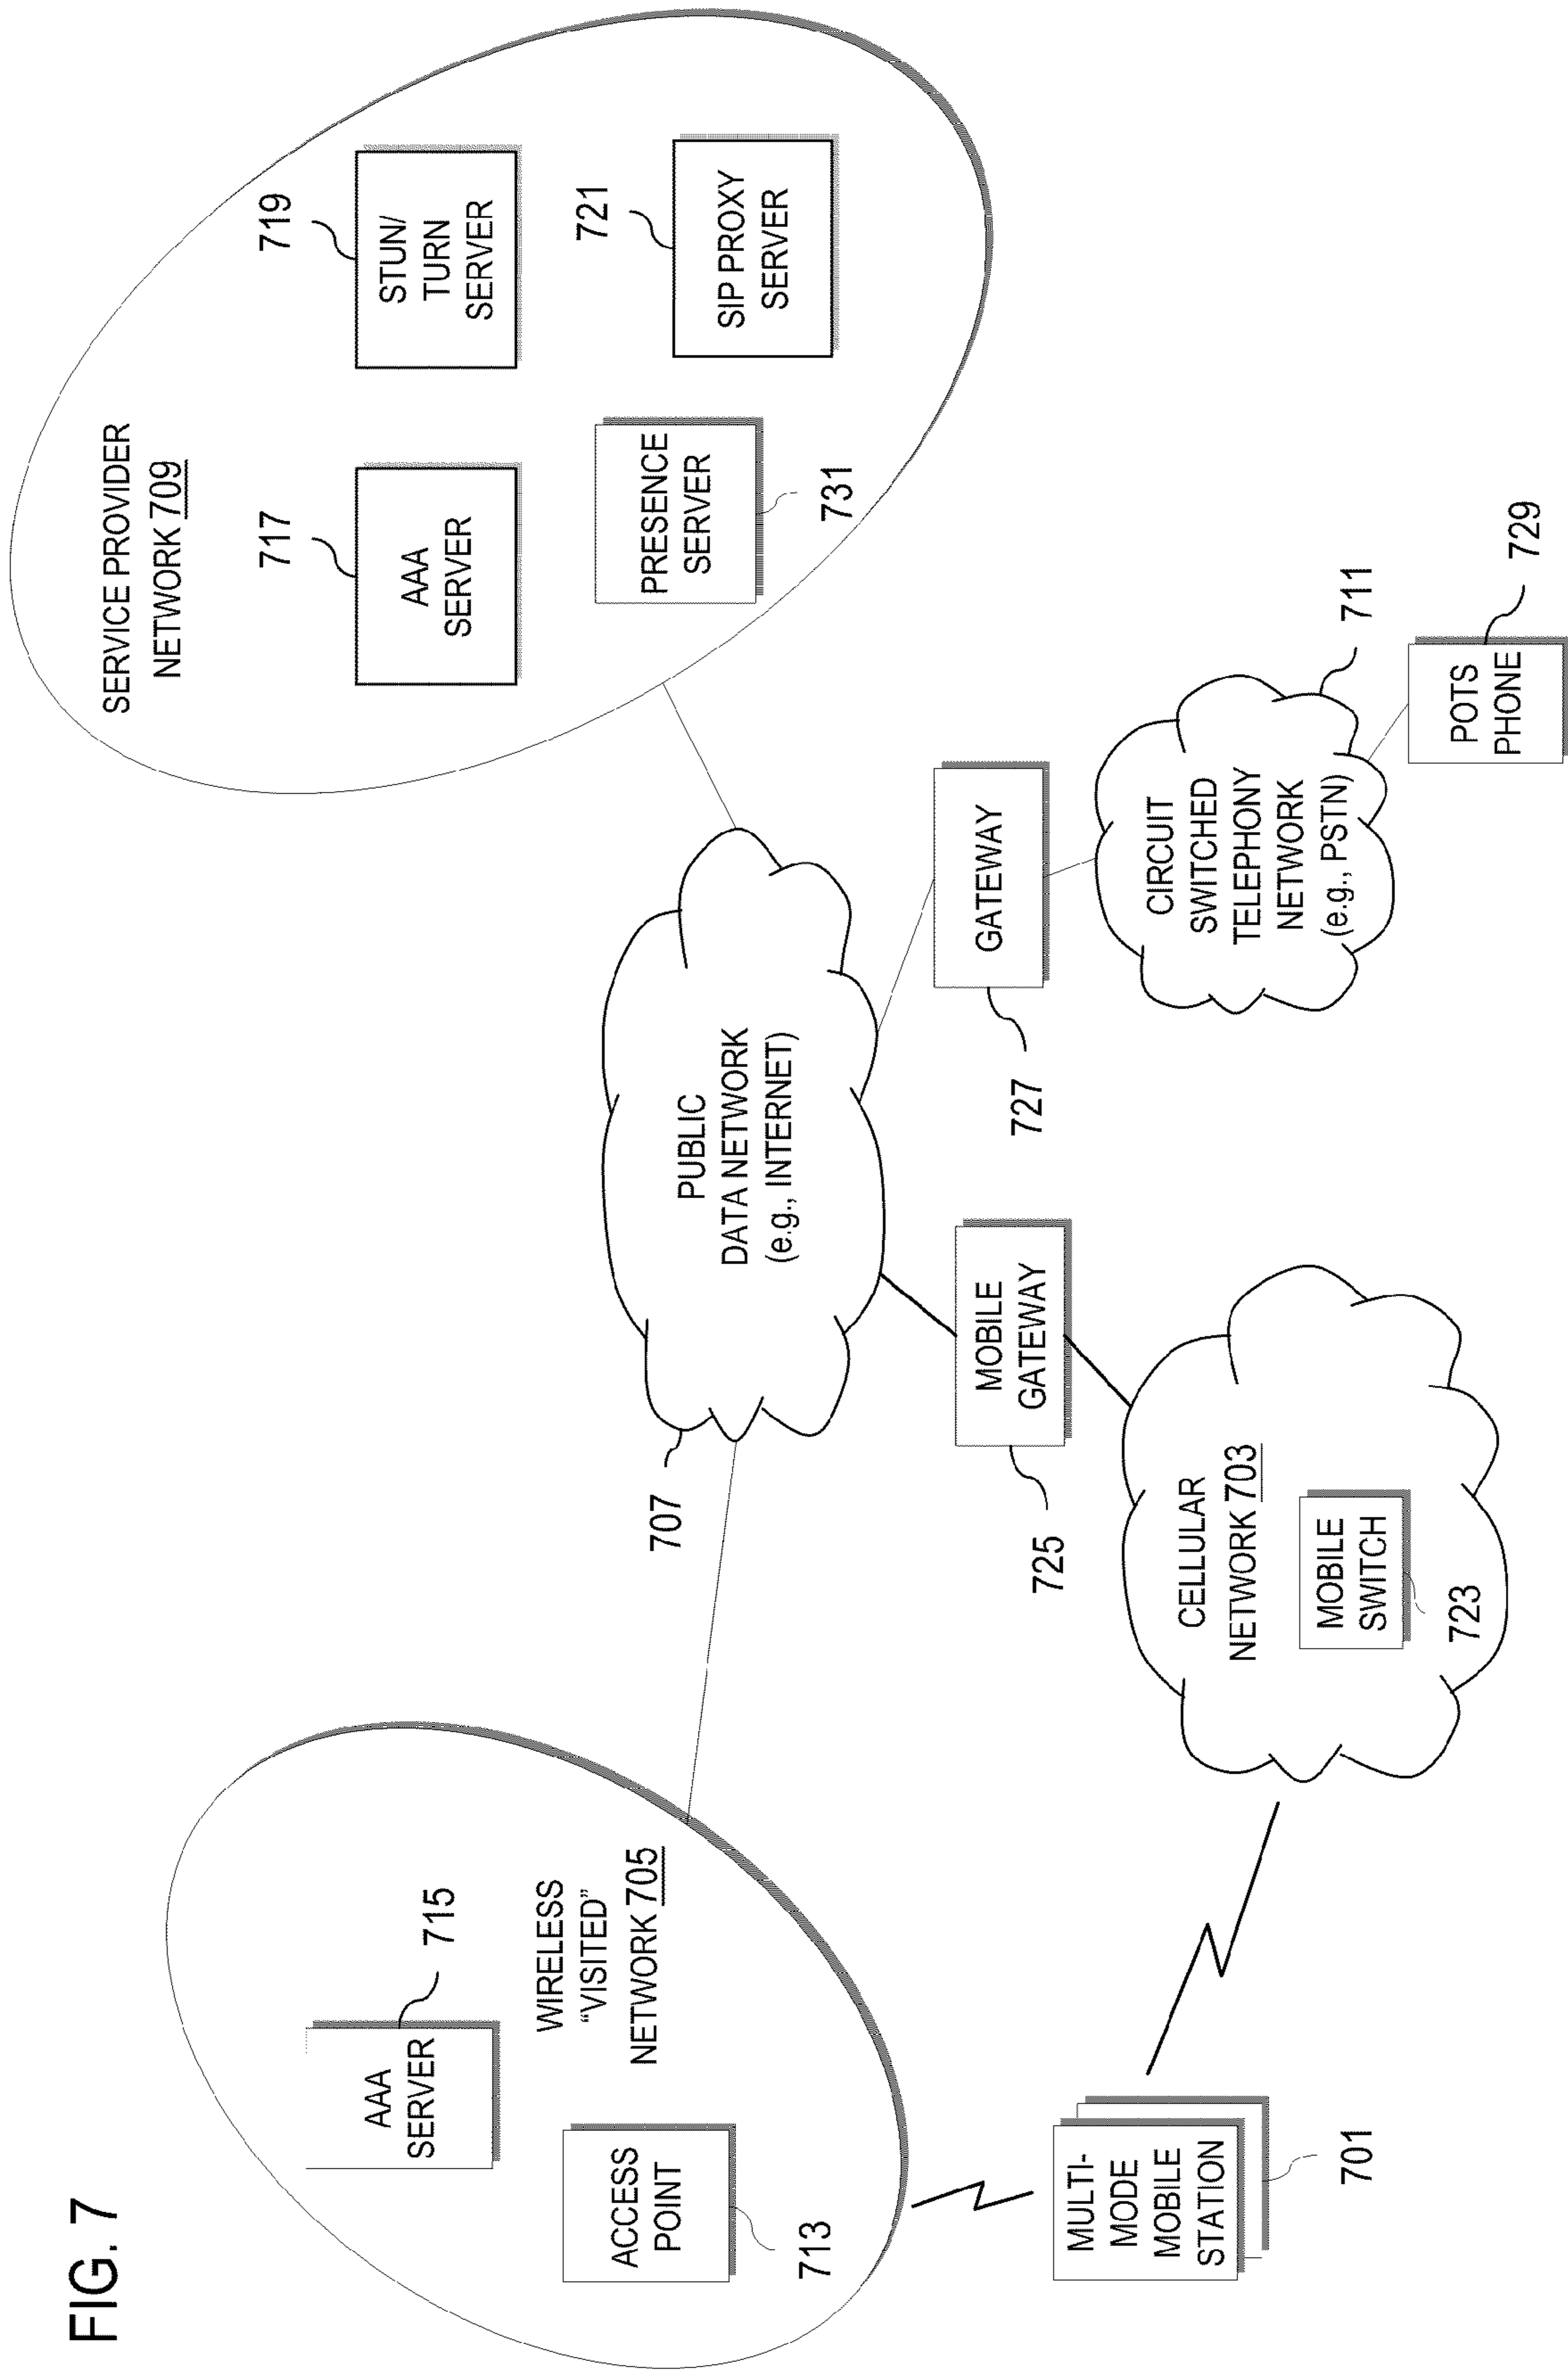 FIG. 7
SERVICE PROVIDER
NETWORK 709
717
AAA
SERVER
719
STUN/
TURN
SERVER
PRESENCE
SERVER
731
721
SIP PROXY
SERVER
AAA
SERVER
715
WIRELESS
“VISITED”
NETWORK 705
ACCESS
POINT
713
707
PUBLIC
DATA NETWORK
(e.g., INTERNET)
MULTI-
MODE
MOBILE
STATION
701
725
MOBILE
GATEWAY
727
GATEWAY
CELLULAR
NETWORK 703
MOBILE
SWITCH
723
CIRCUIT
SWITCHED
TELEPHONY
NETWORK
(e.g., PSTN)
711
POTS
PHONE
729